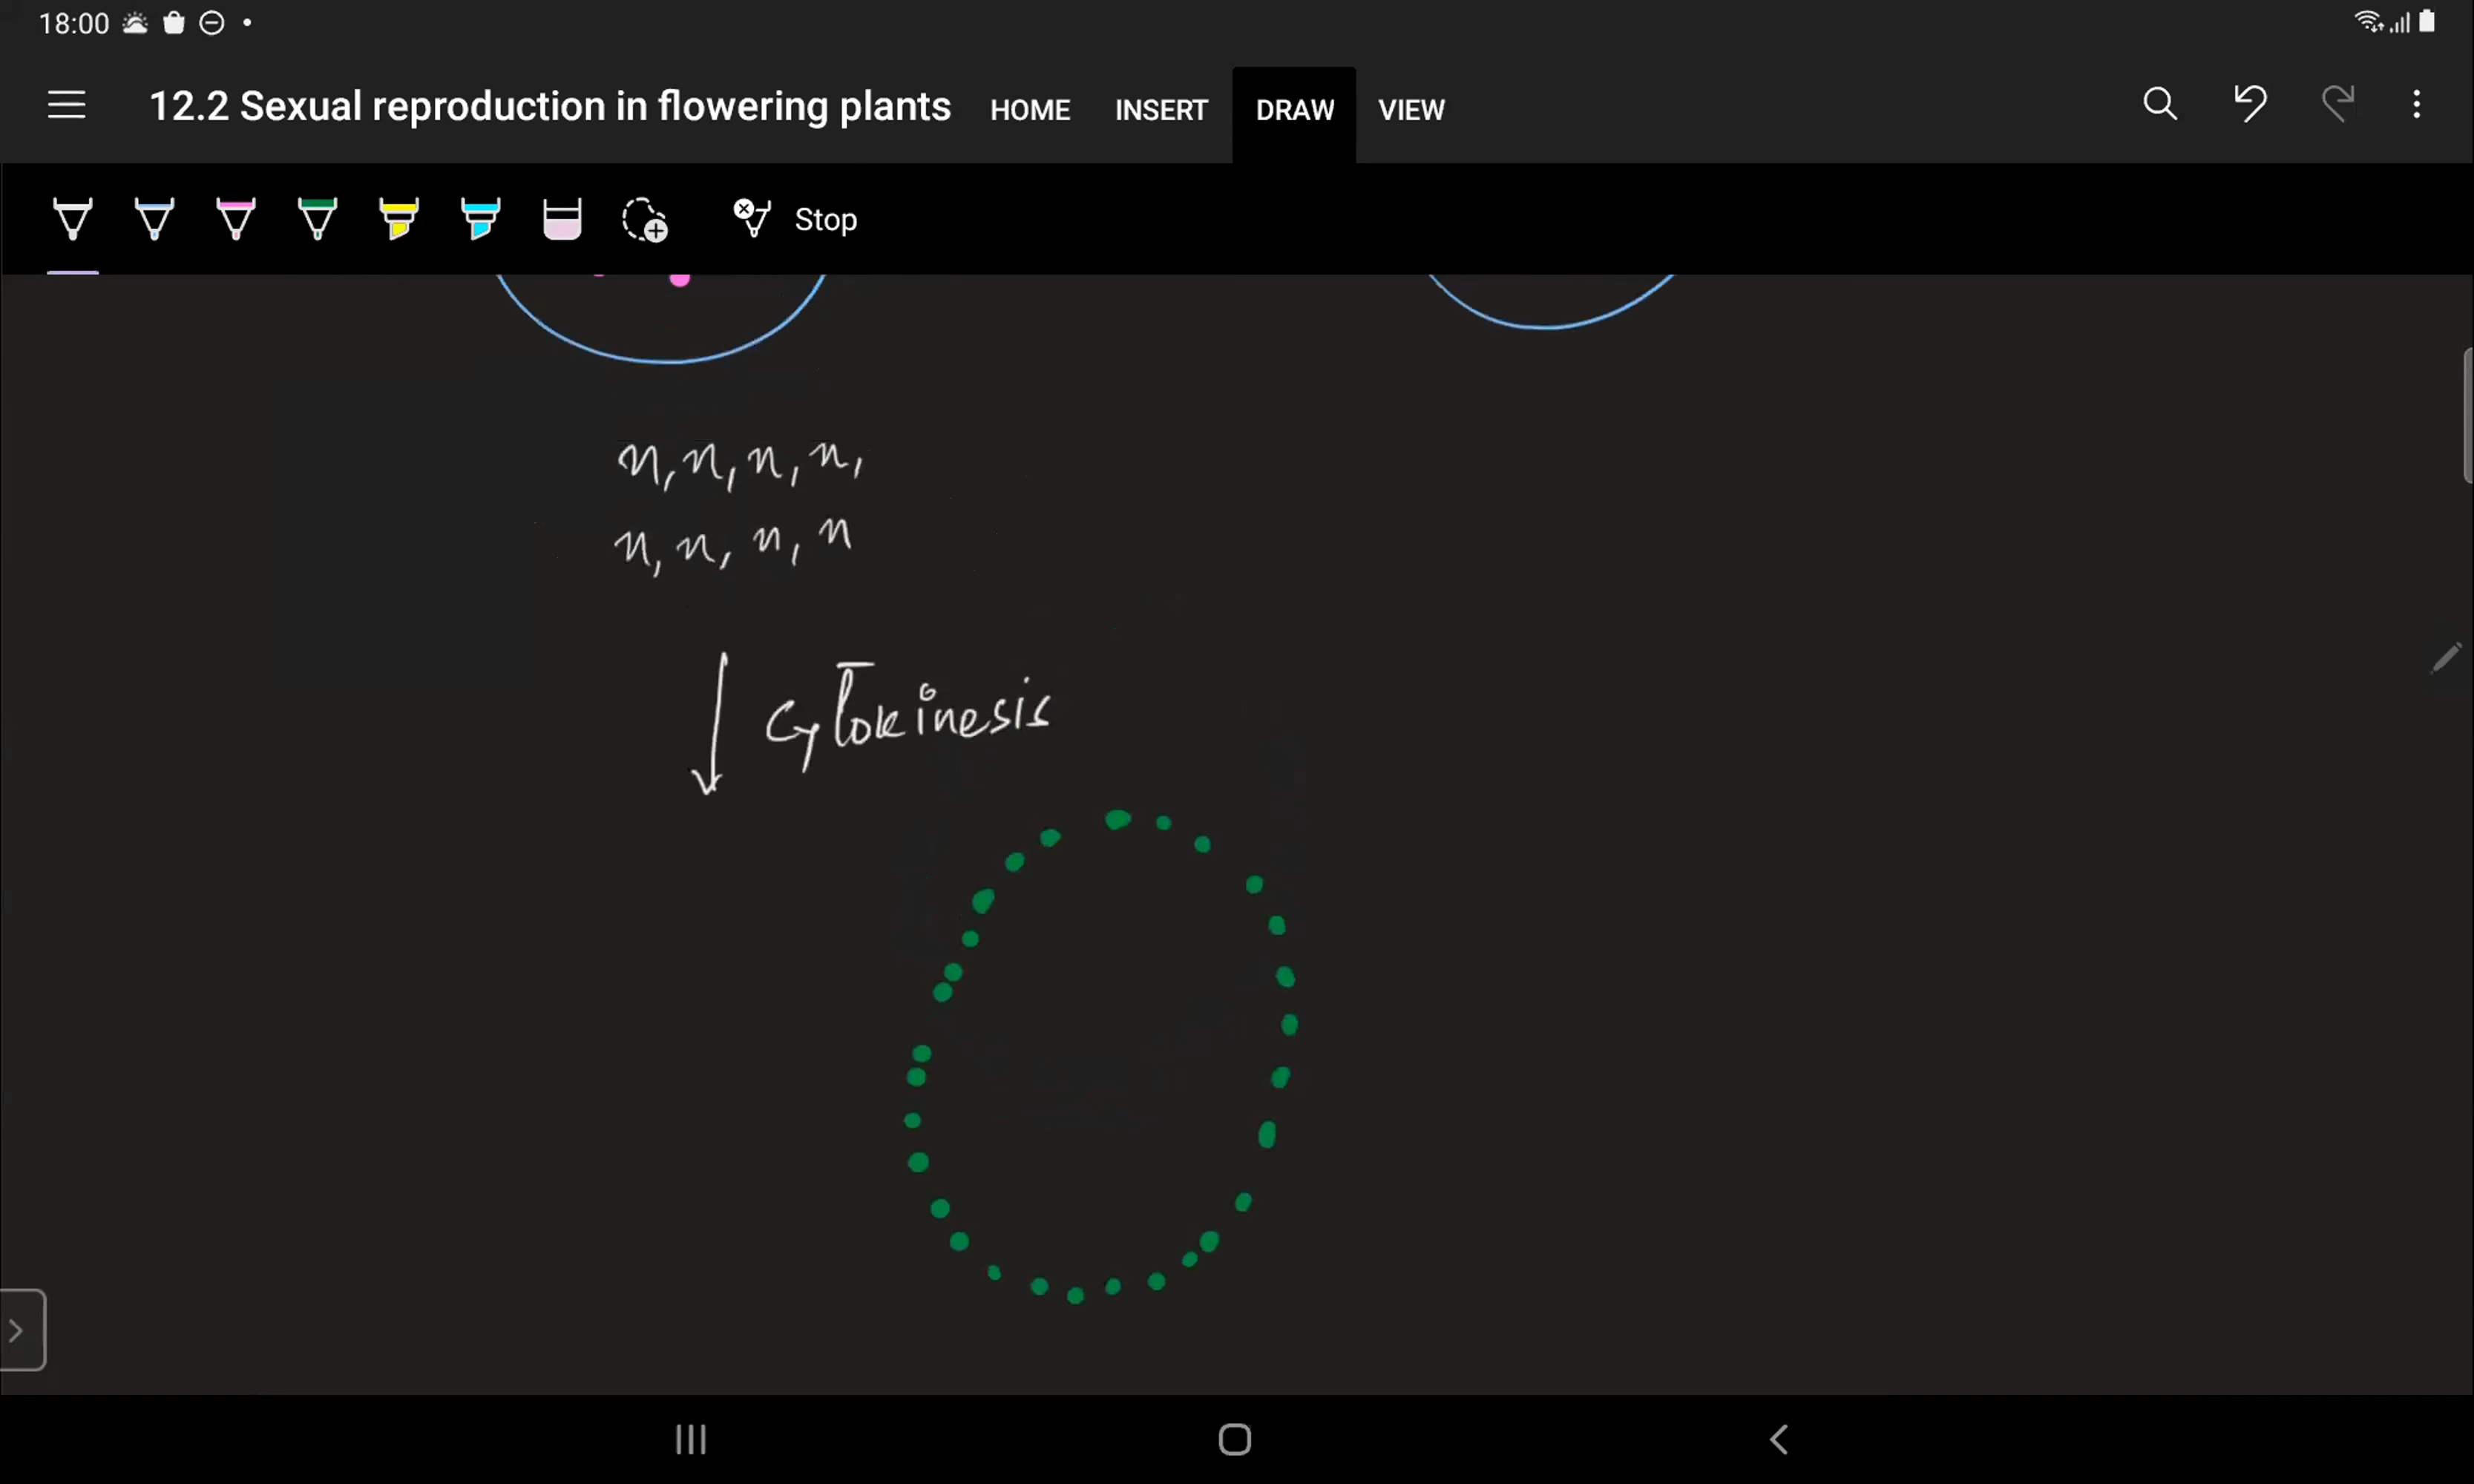 18:00
12.2 Sexual reproduction in flowering plants HOME INSERT DRAW VIEW
Stop
n, n, n, n,
n, n, n, n
Cytokinesis